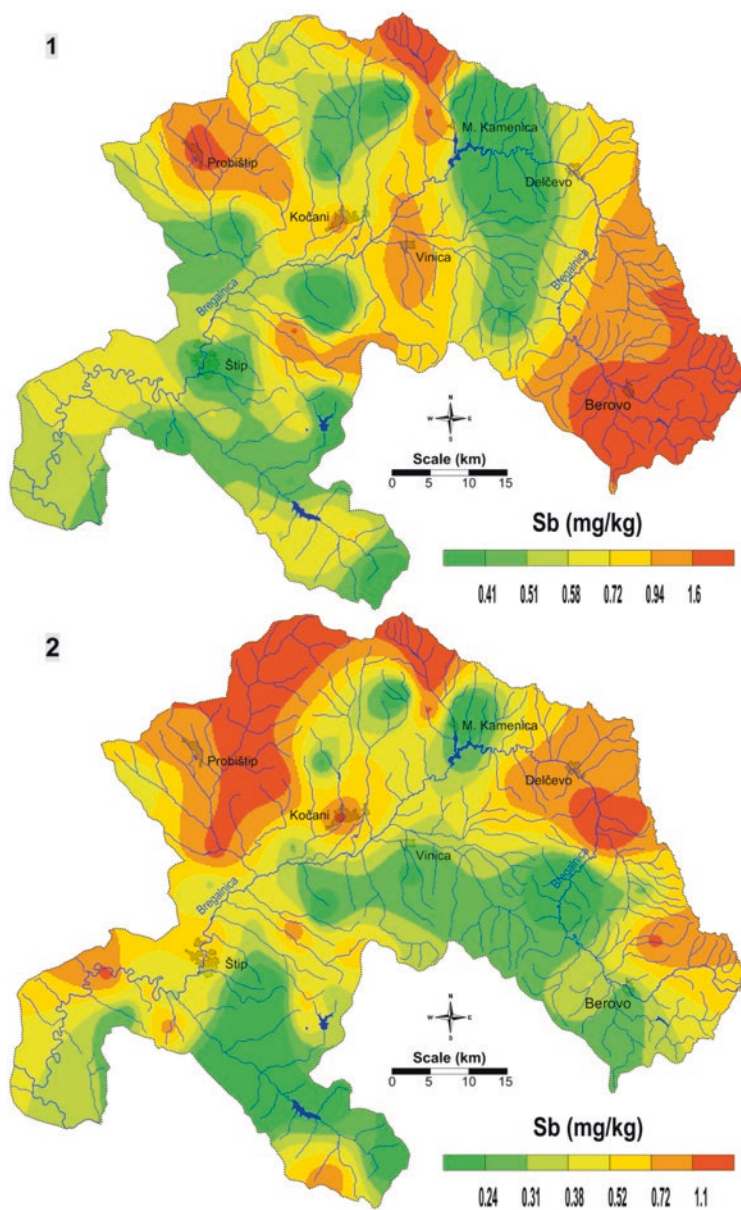 1
M. Kamenica
Probištip
Delčevo
Kočani
Vinica
Bregalnica
Bregalnica
Štip
Berovo
N
W E
S
Scale (km)
0 5 10 15
Sb (mg/kg)
0.41 0.51 0.58 0.72 0.94 1.6
2
M. Kamenica
Probištip
Delčevo
Kočani
Vinica
Bregalnica
Bregalnica
Štip
Berovo
N
W E
S
Scale (km)
0 5 10 15
Sb (mg/kg)
0.24 0.31 0.38 0.52 0.72 1.1